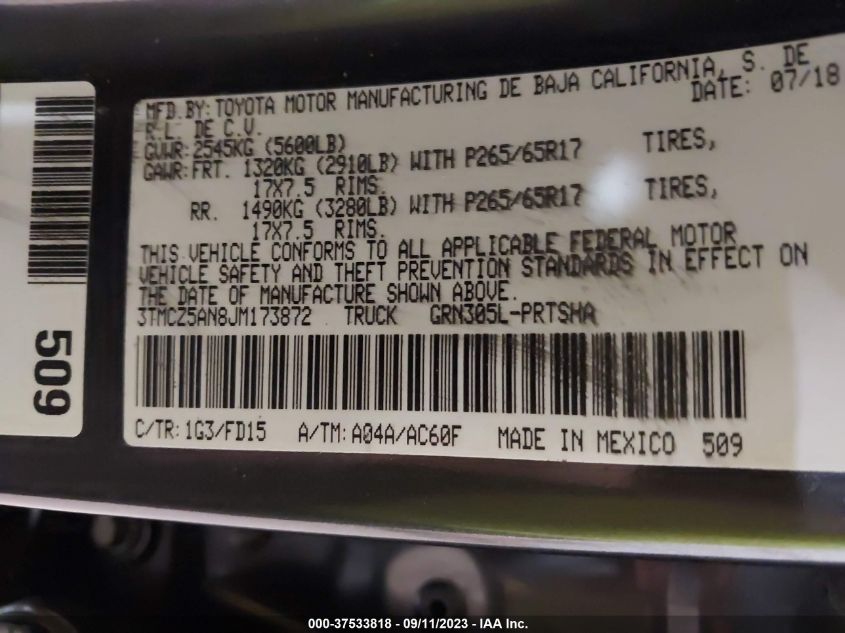 MFD.BY:TOYOTA MOTOR MANUFACTURING DE BAJA CALIFORNIA, S. DE
R.L. DE C.V. DATE: 07/18
GVWR:2545KG (5600LB)
GAWR:FRT. 1320KG (2910LB) WITH P265/65R17 TIRES,
17X7.5 RIMS.
RR. 1490KG (3280LB) WITH P265/65R17 TIRES,
17X7.5 RIMS.
THIS VEHICLE CONFORMS TO ALL APPLICABLE FEDERAL MOTOR
VEHICLE SAFETY AND THEFT PREVENTION STANDARDS IN EFFECT ON
THE DATE OF MANUFACTURE SHOWN ABOVE.
3TMCZ5AN8JM173872 TRUCK GRN305L-PRTSHA
C/TR:1G3/FD15 A/TM:A04A/AC60F MADE IN MEXICO 509
509
000-37533818 - 09/11/2023 - IAA Inc.